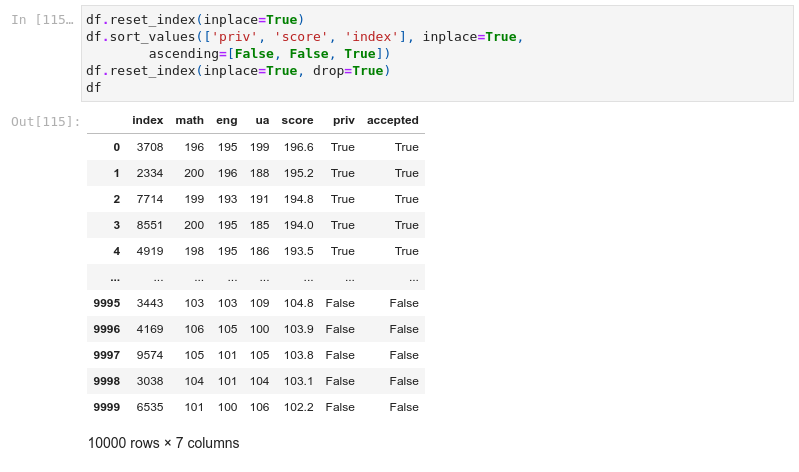 In [115…
df.reset_index(inplace=True)
df.sort_values(['priv', 'score', 'index'], inplace=True,
        ascending=[False, False, True])
df.reset_index(inplace=True, drop=True)
df
Out[115]:
index math eng ua score priv accepted
0 3708 196 195 199 196.6 True True
1 2334 200 196 188 195.2 True True
2 7714 199 193 191 194.8 True True
3 8551 200 195 185 194.0 True True
4 4919 198 195 186 193.5 True True
... ... ... ... ... ... ... ...
9995 3443 103 103 109 104.8 False False
9996 4169 106 105 100 103.9 False False
9997 9574 105 101 105 103.8 False False
9998 3038 104 101 104 103.1 False False
9999 6535 101 100 106 102.2 False False
10000 rows × 7 columns